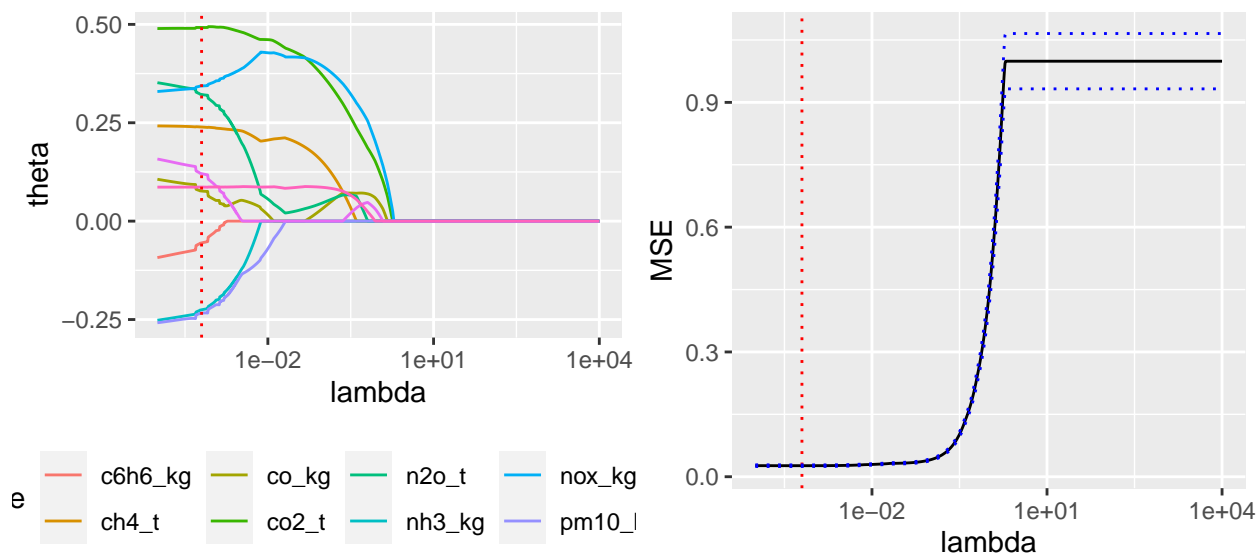 0.50
0.25
0.00
−0.25
theta
1e−02 1e+01 1e+04
lambda
c6h6_kg co_kg n2o_t nox_kg
ch4_t co2_t nh3_kg pm10_
0.9
0.6
0.3
0.0
MSE
1e−02 1e+01 1e+04
lambda